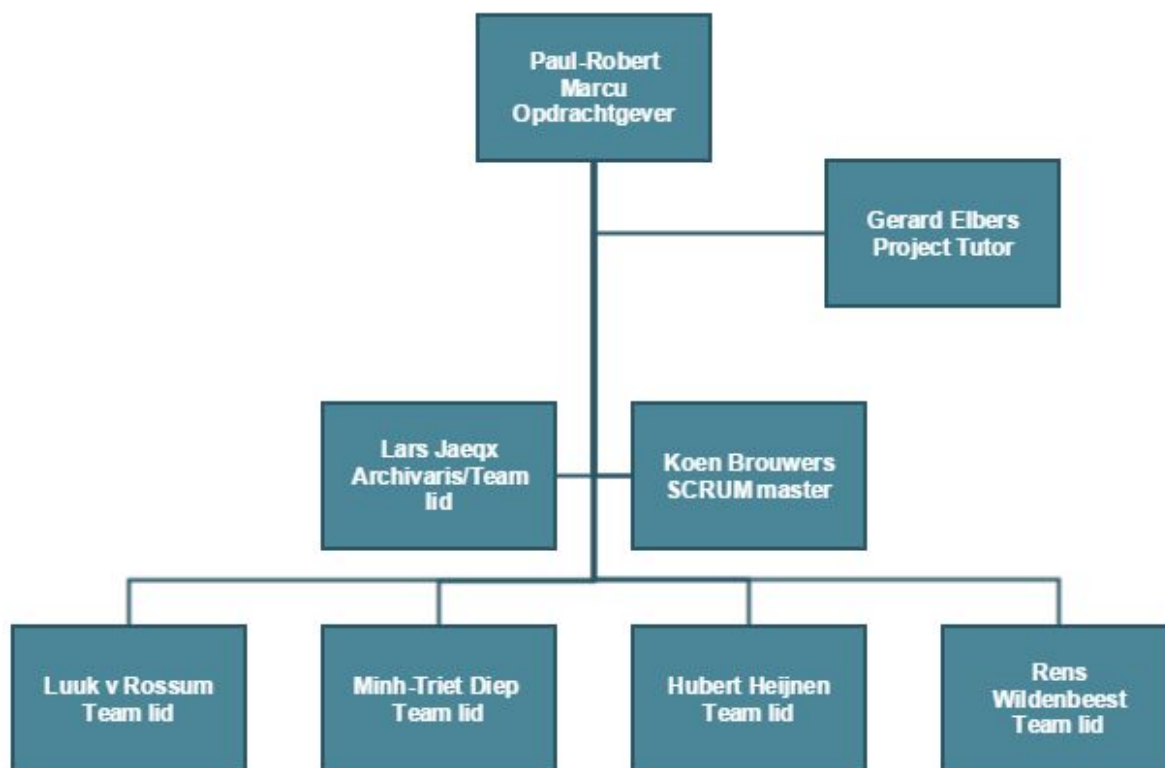 Paul-Robert
Marcu
Opdrachtgever
Gerard Elbers
Project Tutor
Lars Jaeqx
Archivaris/Team
lid
Koen Brouwers
SCRUM master
Luuk v Rossum
Team lid
Minh-Triet Diep
Team lid
Hubert Heijnen
Team lid
Rens
Wildenbeest
Team lid